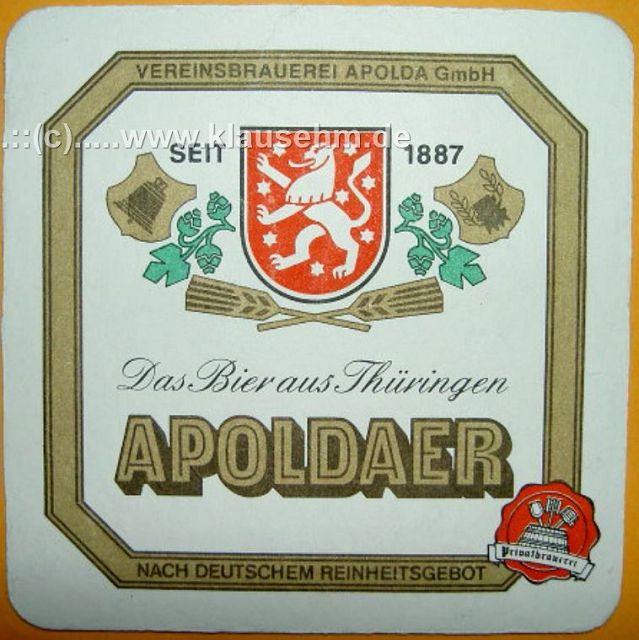 VEREINSBRAUEREI APOLDA GmbH
.::(c).....www.klausehm.de
SEIT 1887
Das Bier aus Thüringen
APOLDAER
Privatbrauerei
NACH DEUTSCHEM REINHEITSGEBOT